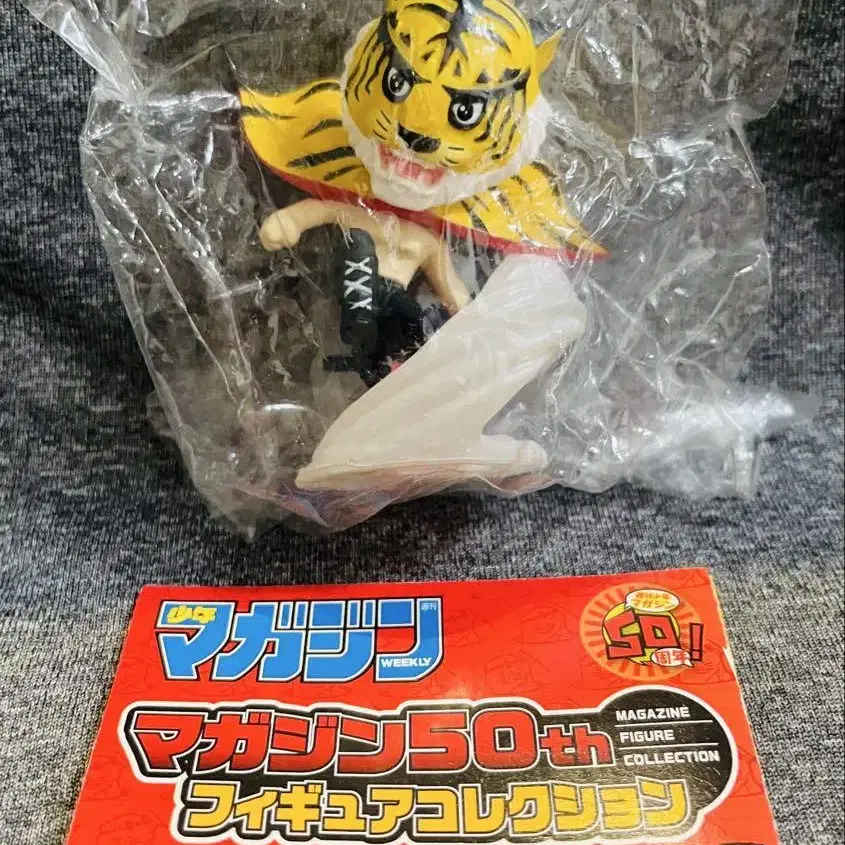 XXX
少年
マガジン
週刊
WEEKLY
週刊少年
マガジン
50!
周年
マガジン50th
MAGAZINE
FIGURE
COLLECTION
フィギュアコレクション